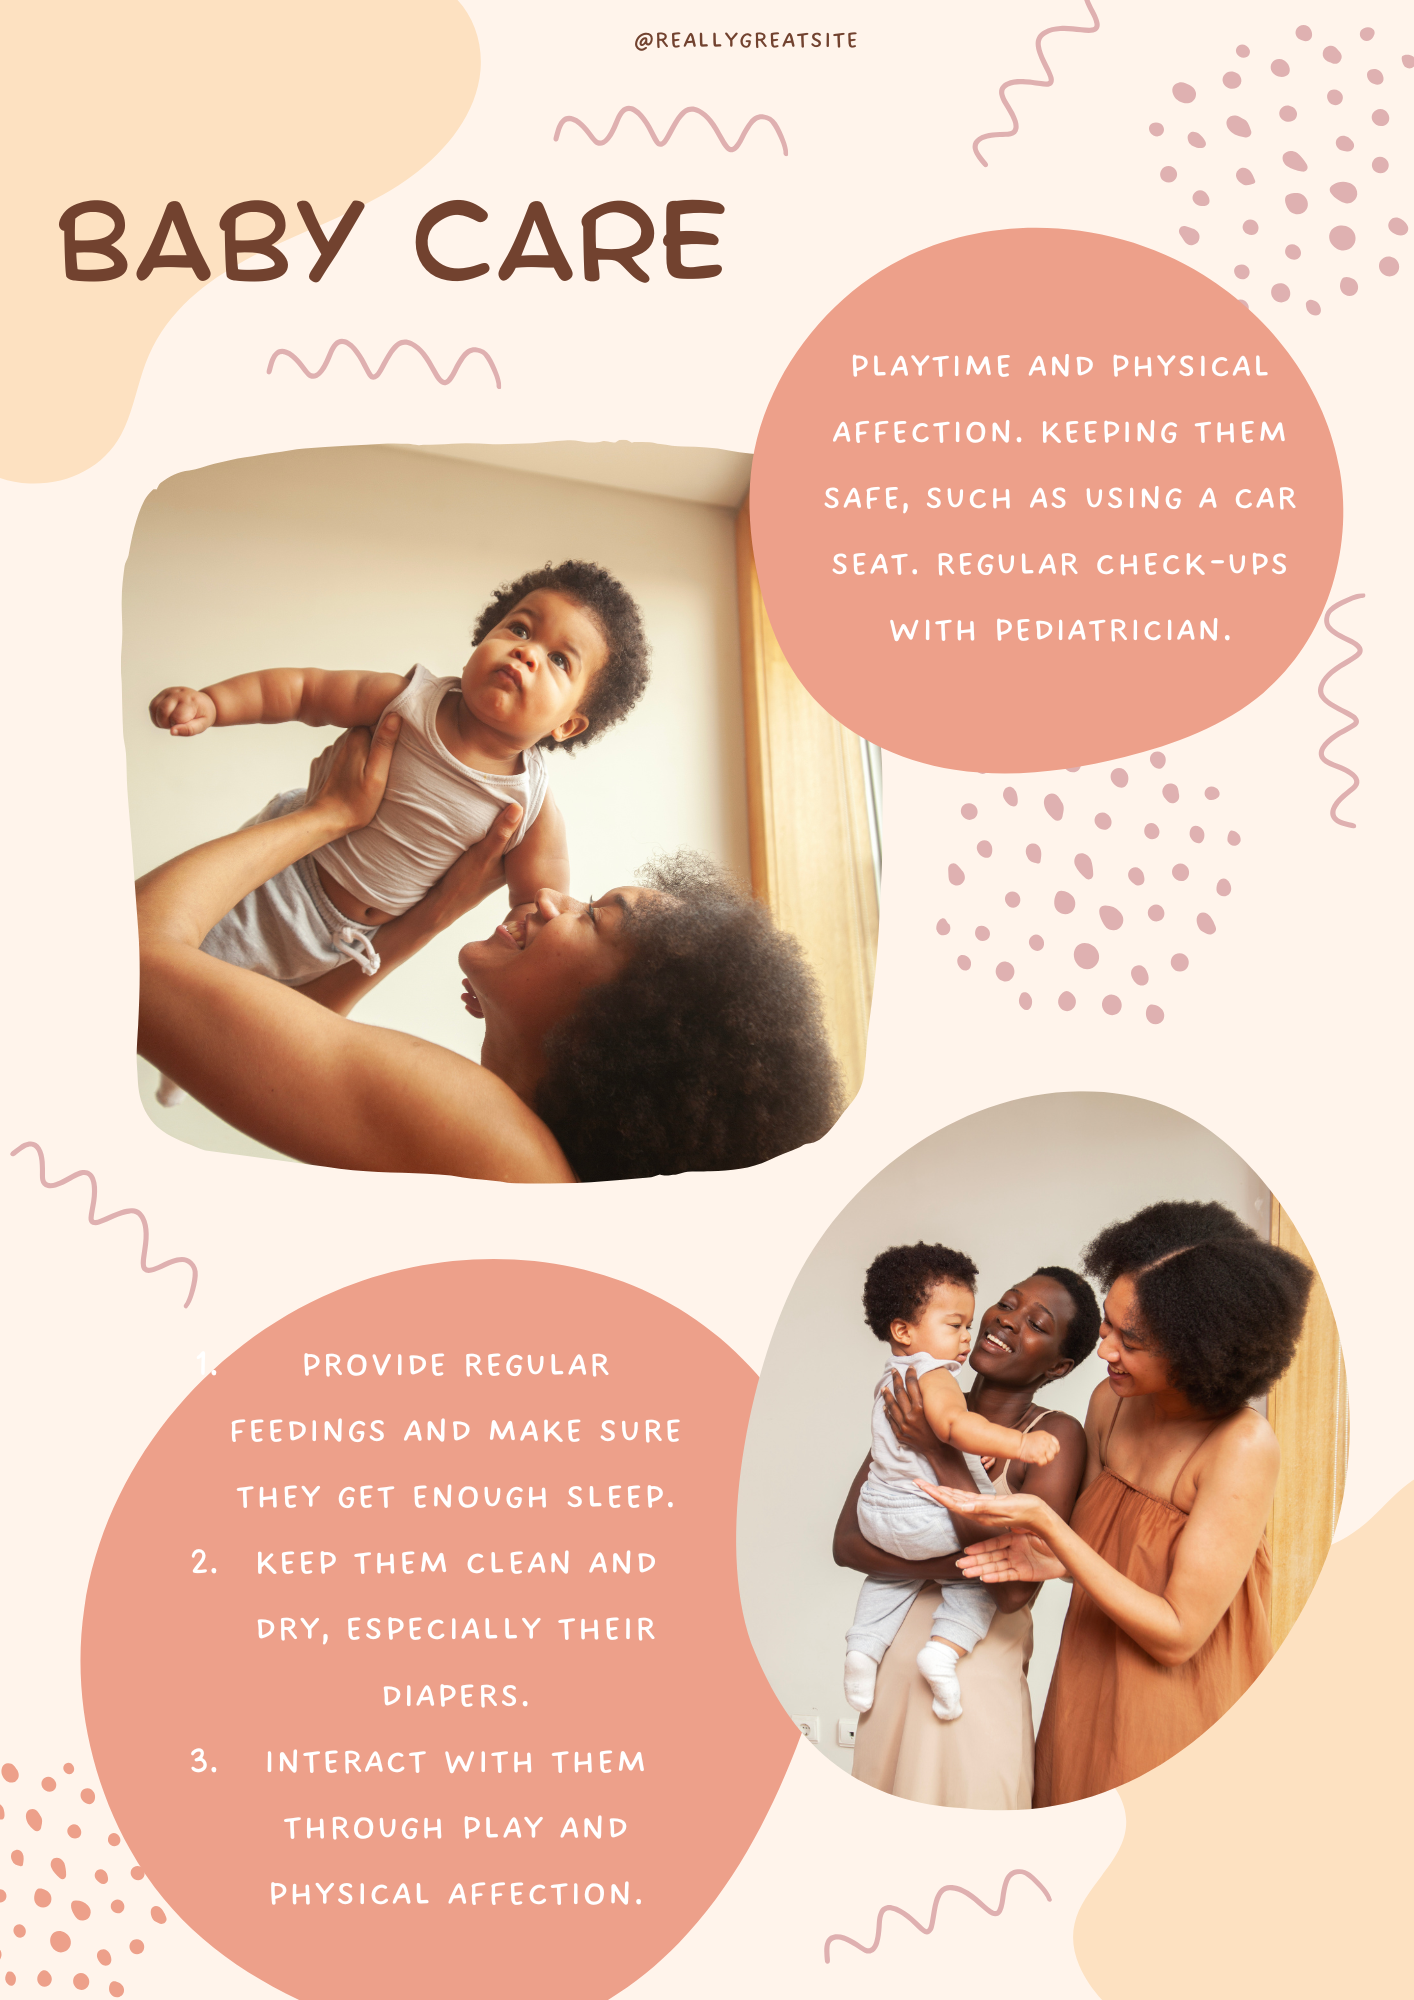 @REALLYGREATSITE
BABY CARE
PLAYTIME AND PHYSICAL
AFFECTION. KEEPING THEM
SAFE, SUCH AS USING A CAR
SEAT. REGULAR CHECK-UPS
WITH PEDIATRICIAN.
1. PROVIDE REGULAR
FEEDINGS AND MAKE SURE
THEY GET ENOUGH SLEEP.
2. KEEP THEM CLEAN AND
DRY, ESPECIALLY THEIR
DIAPERS.
3. INTERACT WITH THEM
THROUGH PLAY AND
PHYSICAL AFFECTION.